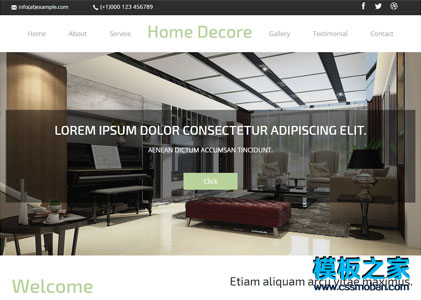 info(at)example.com (+1)000 123 456789
Home About Service Home Decore Gallery Testimonial Contact
LOREM IPSUM DOLOR CONSECTETUR ADIPISCING ELIT.
AENEAN DICTUM ACCUMSAN TINCIDUNT.
Click
Welcome
Etiam aliquam arcu vitae maximus.
模板之家
www.cssmoban.com